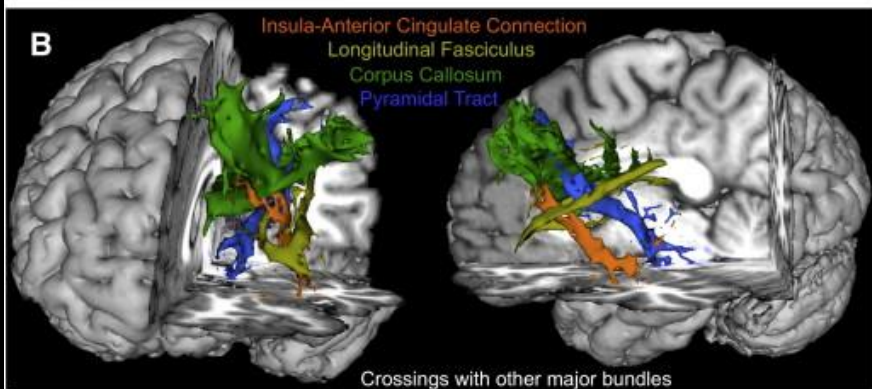 B
Insula-Anterior Cingulate Connection
Longitudinal Fasciculus
Corpus Callosum
Pyramidal Tract
Crossings with other major bundles